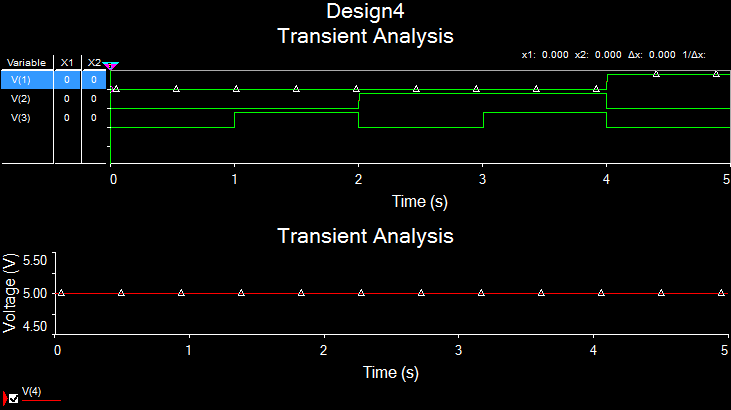 Design4
Transient Analysis
x1: 0.000 x2: 0.000 Δx: 0.000 1/Δx:
Variable X1 X2
V(1) 0 0
V(2) 0 0
V(3) 0 0
0 1 2 3 4 5
Time (s)
Transient Analysis
Voltage (V)
5.50
5.00
4.50
0 1 2 3 4 5
Time (s)
V(4)